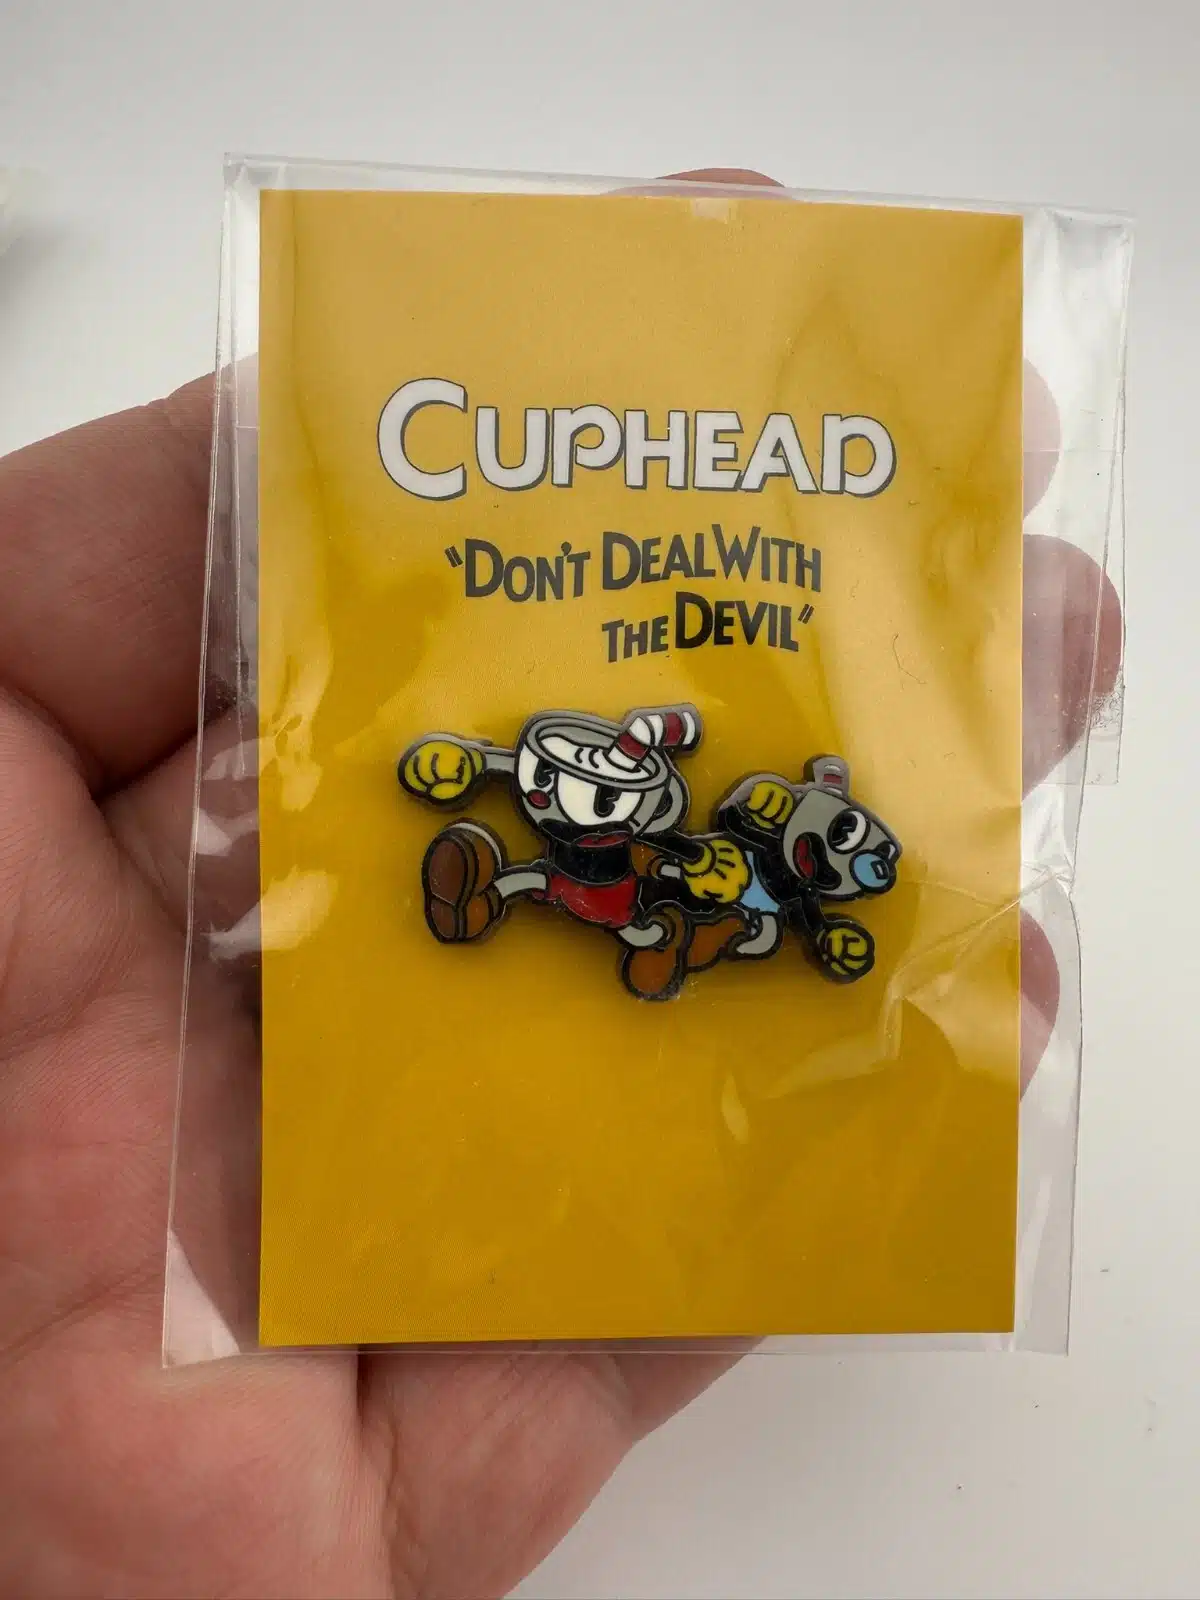 CUPHEAD
"DON'T DEAL WITH
THE DEVIL"